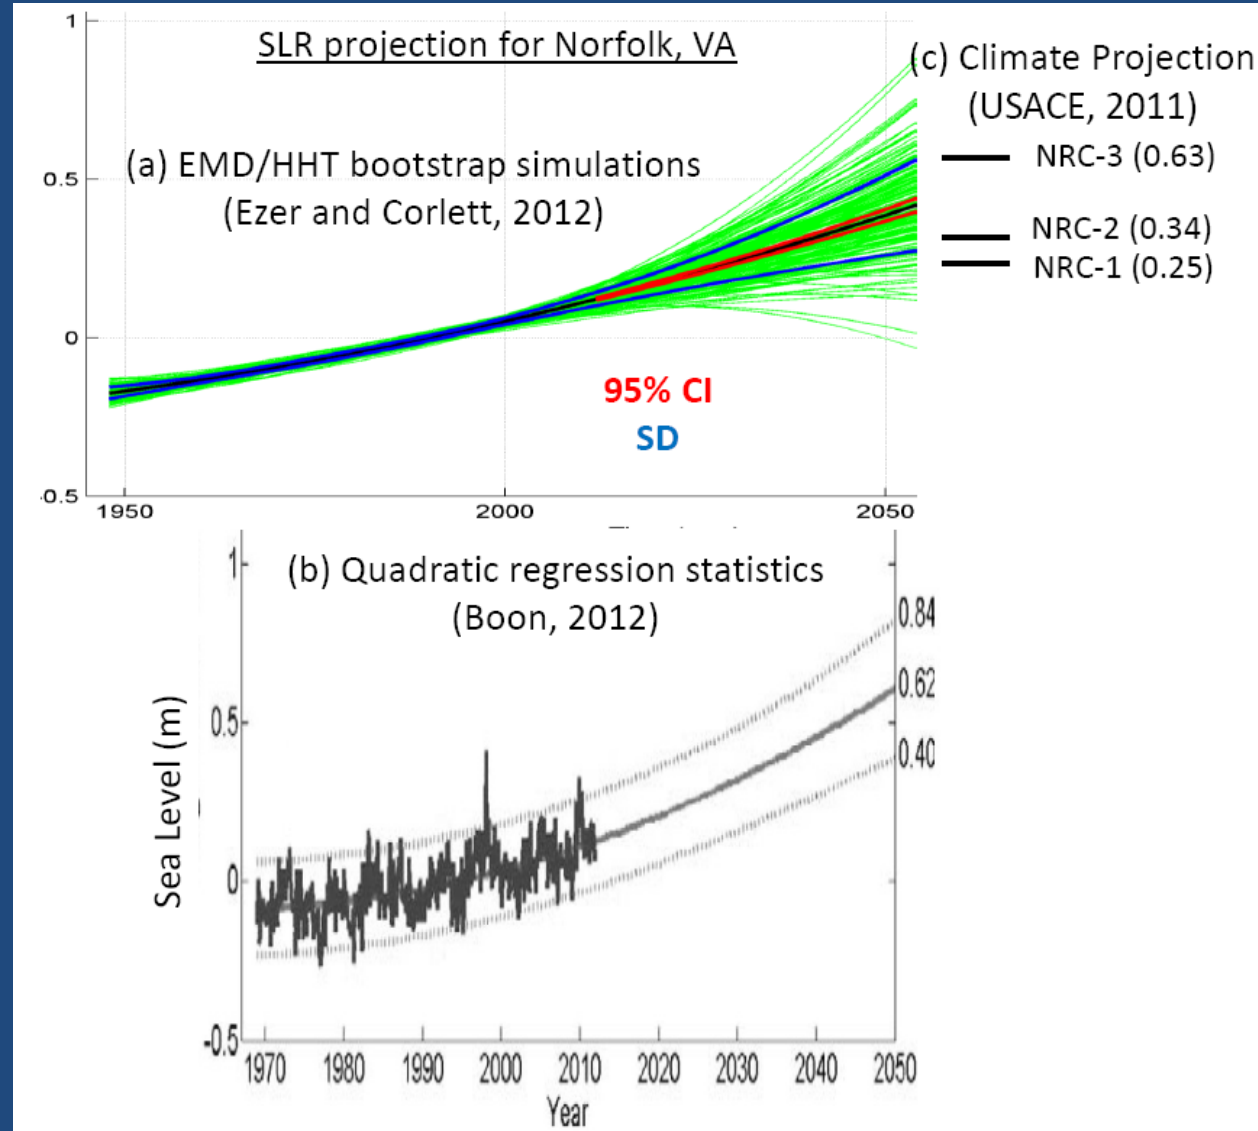 1
SLR projection for Norfolk, VA
(c) Climate Projection
(USACE, 2011)
NRC-3 (0.63)
(a) EMD/HHT bootstrap simulations
0.5
(Ezer and Corlett, 2012)
NRC-2 (0.34)
NRC-1 (0.25)
0
95% CI
SD
-0.5
1950 2000 2050
1
(b) Quadratic regression statistics
(Boon, 2012)
0.84
0.62
0.5
0.40
Sea Level (m)
0
-0.5
1970 1980 1990 2000 2010 2020 2030 2040 2050
Year